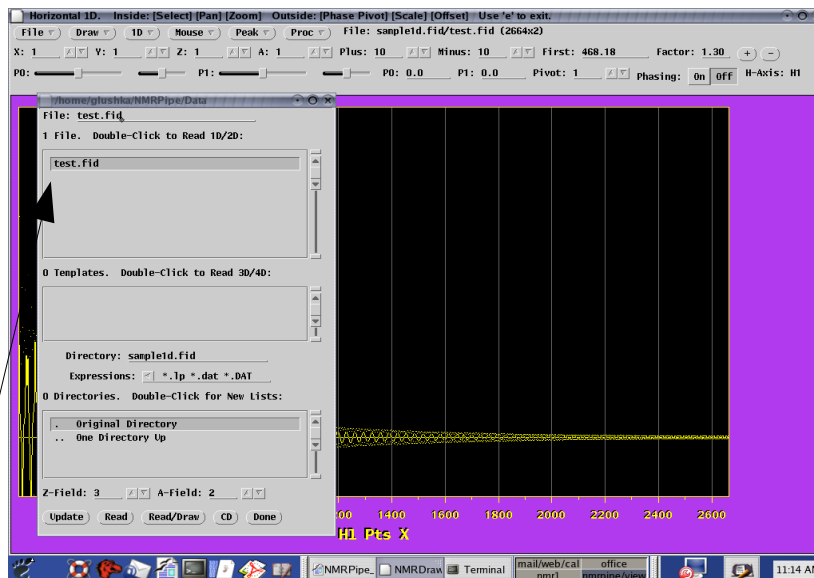 Horizontal 1D. Inside: [Select] [Pan] [Zoom] Outside: [Phase Pivot] [Scale] [Offset] Use 'e' to exit.
File Draw 1D Mouse Peak Proc File: sample1d.fid/test.fid (2664x2)
X: 1 Y: 1 Z: 1 A: 1 Plus: 10 Minus: 10 First: 468.18 Factor: 1.30 + -
P0: P1: P0: 0.0 P1: 0.0 Pivot: 1 Phasing: On Off H-Axis: H1
/home/glushka/NMRPipe/Data
File: test.fid
1 File. Double-Click to Read 1D/2D:
test.fid
0 Templates. Double-Click to Read 3D/4D:
Directory: sample1d.fid
Expressions: *.lp *.dat *.DAT
0 Directories. Double-Click for New Lists:
. Original Directory
.. One Directory Up
Z-Field: 3 A-Field: 2
Update Read Read/Draw CD Done
00 1400 1600 1800 2000 2200 2400 2600
H1 Pts X
NMRPipe_ NMRDraw Terminal mail/web/cal office 11:14 AM
nmr1 nmrpipe/view